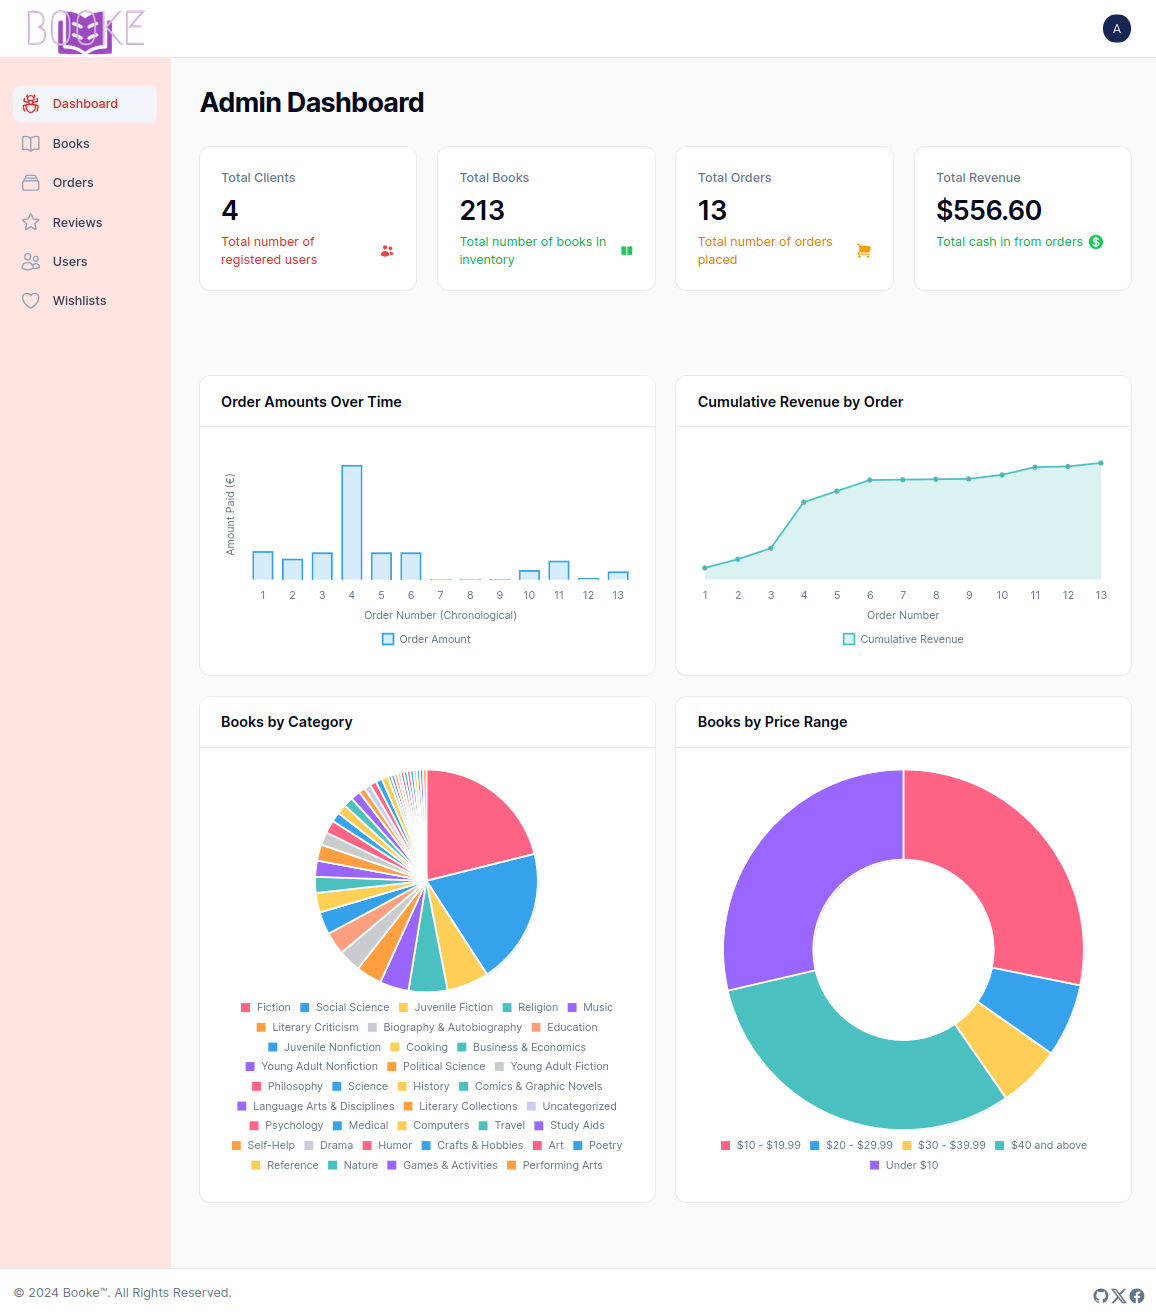 BOOKE
A
Dashboard
Books
Orders
Reviews
Users
Wishlists
Admin Dashboard
Total Clients
4
Total number of
registered users
Total Books
213
Total number of books in
inventory
Total Orders
13
Total number of orders
placed
Total Revenue
$556.60
Total cash in from orders
Order Amounts Over Time
Amount Paid (€)
1 2 3 4 5 6 7 8 9 10 11 12 13
Order Number (Chronological)
Order Amount
Cumulative Revenue by Order
1 2 3 4 5 6 7 8 9 10 11 12 13
Order Number
Cumulative Revenue
Books by Category
Fiction Social Science Juvenile Fiction Religion Music
Literary Criticism Biography & Autobiography Education
Juvenile Nonfiction Cooking Business & Economics
Young Adult Nonfiction Political Science Young Adult Fiction
Philosophy Science History Comics & Graphic Novels
Language Arts & Disciplines Literary Collections Uncategorized
Psychology Medical Computers Travel Study Aids
Self-Help Drama Humor Crafts & Hobbies Art Poetry
Reference Nature Games & Activities Performing Arts
Books by Price Range
$10 - $19.99 $20 - $29.99 $30 - $39.99 $40 and above
Under $10
© 2024 Booke™. All Rights Reserved.